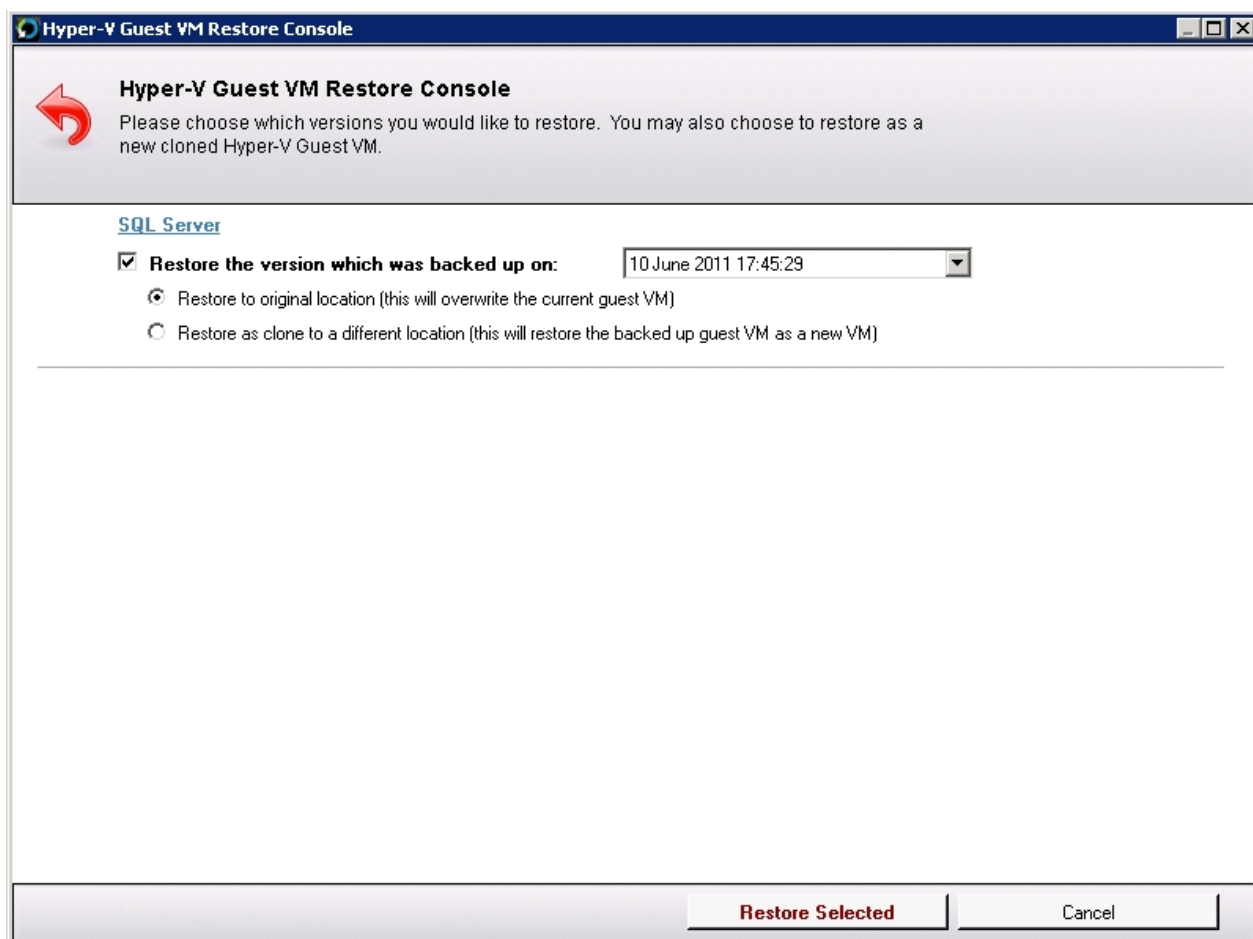 Hyper-V Guest VM Restore Console
Hyper-V Guest VM Restore Console
Please choose which versions you would like to restore. You may also choose to restore as a
new cloned Hyper-V Guest VM.
SQL Server
Restore the version which was backed up on: 10 June 2011 17:45:29
Restore to original location (this will overwrite the current guest VM)
Restore as clone to a different location (this will restore the backed up guest VM as a new VM)
Restore Selected Cancel